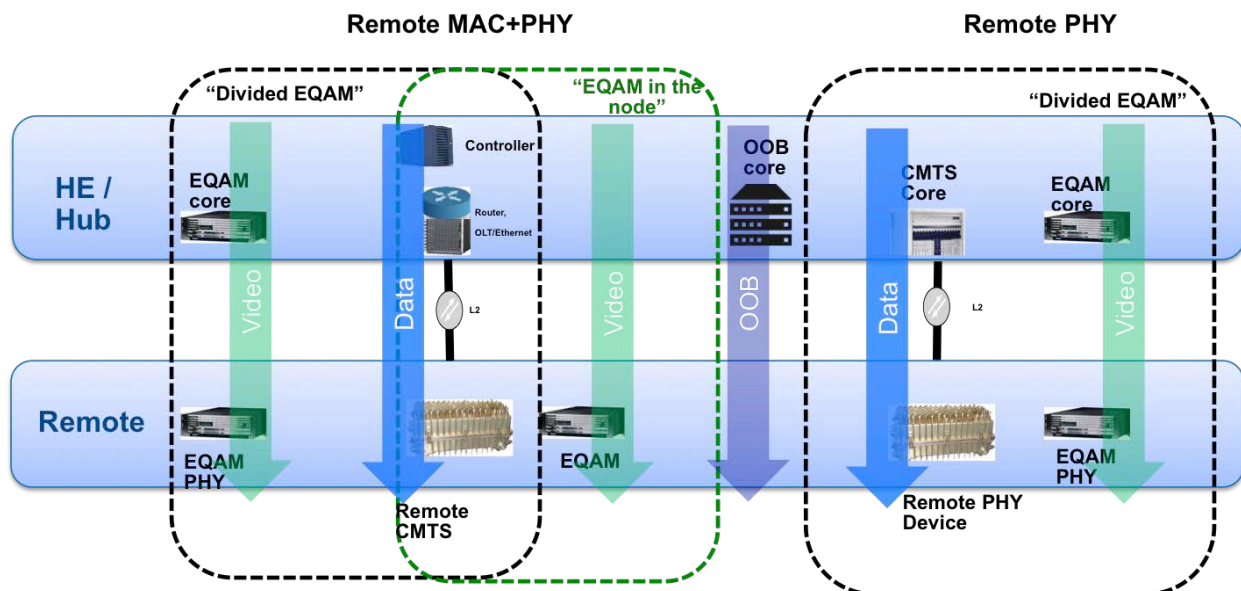 Remote MAC+PHY
Remote PHY
“Divided EQAM”
“EQAM in the
node”
“Divided EQAM”
HE /
Hub
EQAM
core
Controller
Router,
OLT/Ethernet
OOB
core
CMTS
Core
EQAM
core
Video
Data
L2
Video
OOB
Data
L2
Video
Remote
EQAM
PHY
Remote
CMTS
EQAM
Remote PHY
Device
EQAM
PHY